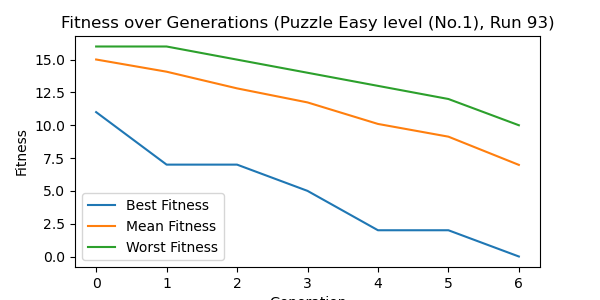 Fitness over Generations (Puzzle Easy level (No.1), Run 93)
15.0
12.5
10.0
7.5
5.0
2.5
0.0
Fitness
Best Fitness
Mean Fitness
Worst Fitness
0 1 2 3 4 5 6
Generation